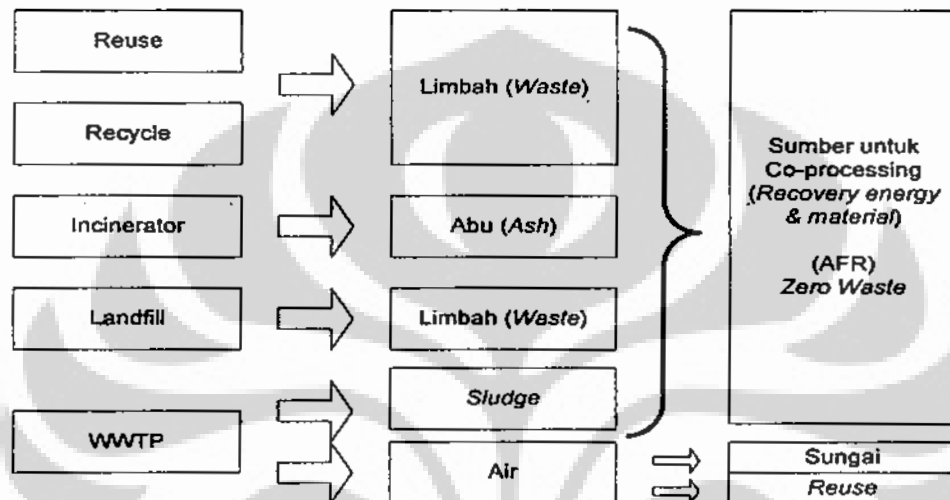 Reuse
Recycle
Incinerator
Landfill
WWTP
Limbah (Waste)
Abu (Ash)
Limbah (Waste)
Sludge
Air
Sumber untuk
Co-processing
(Recovery energy
& material)
(AFR)
Zero Waste
Sungai
Reuse